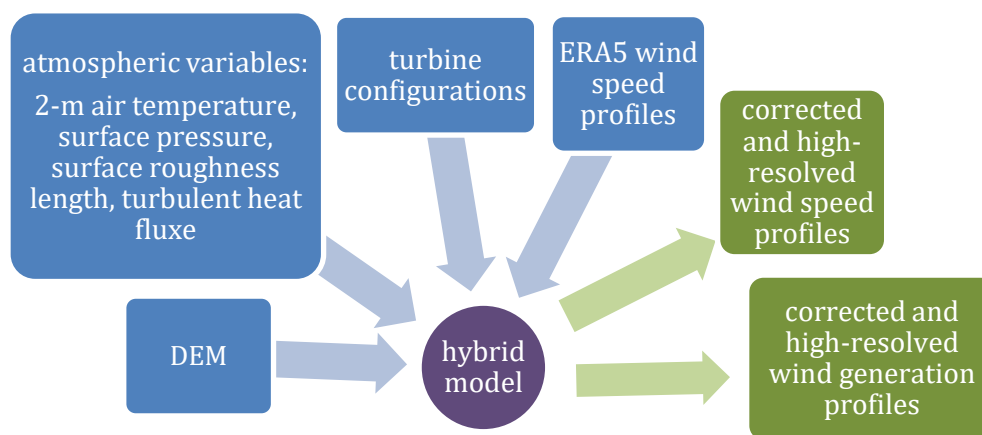 atmospheric variables:
2-m air temperature,
surface pressure,
surface roughness
length, turbulent heat
fluxe
turbine
configurations
ERA5 wind
speed
profiles
corrected
and high-
resolved
wind speed
profiles
DEM
hybrid
model
corrected and
high-resolved
wind generation
profiles